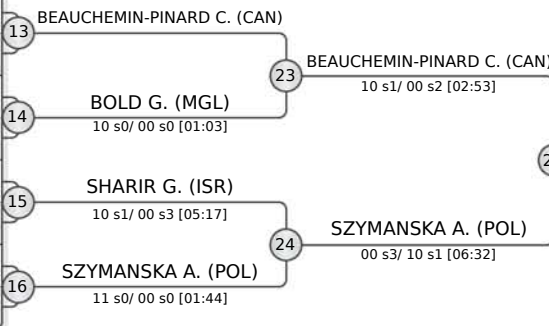 13
BEAUCHEMIN-PINARD C. (CAN)
23
BEAUCHEMIN-PINARD C. (CAN)
10 s1/ 00 s2 [02:53]
14
BOLD G. (MGL)
10 s0/ 00 s0 [01:03]
15
SHARIR G. (ISR)
10 s1/ 00 s3 [05:17]
24
SZYMANSKA A. (POL)
00 s3/ 10 s1 [06:32]
16
SZYMANSKA A. (POL)
11 s0/ 00 s0 [01:44]